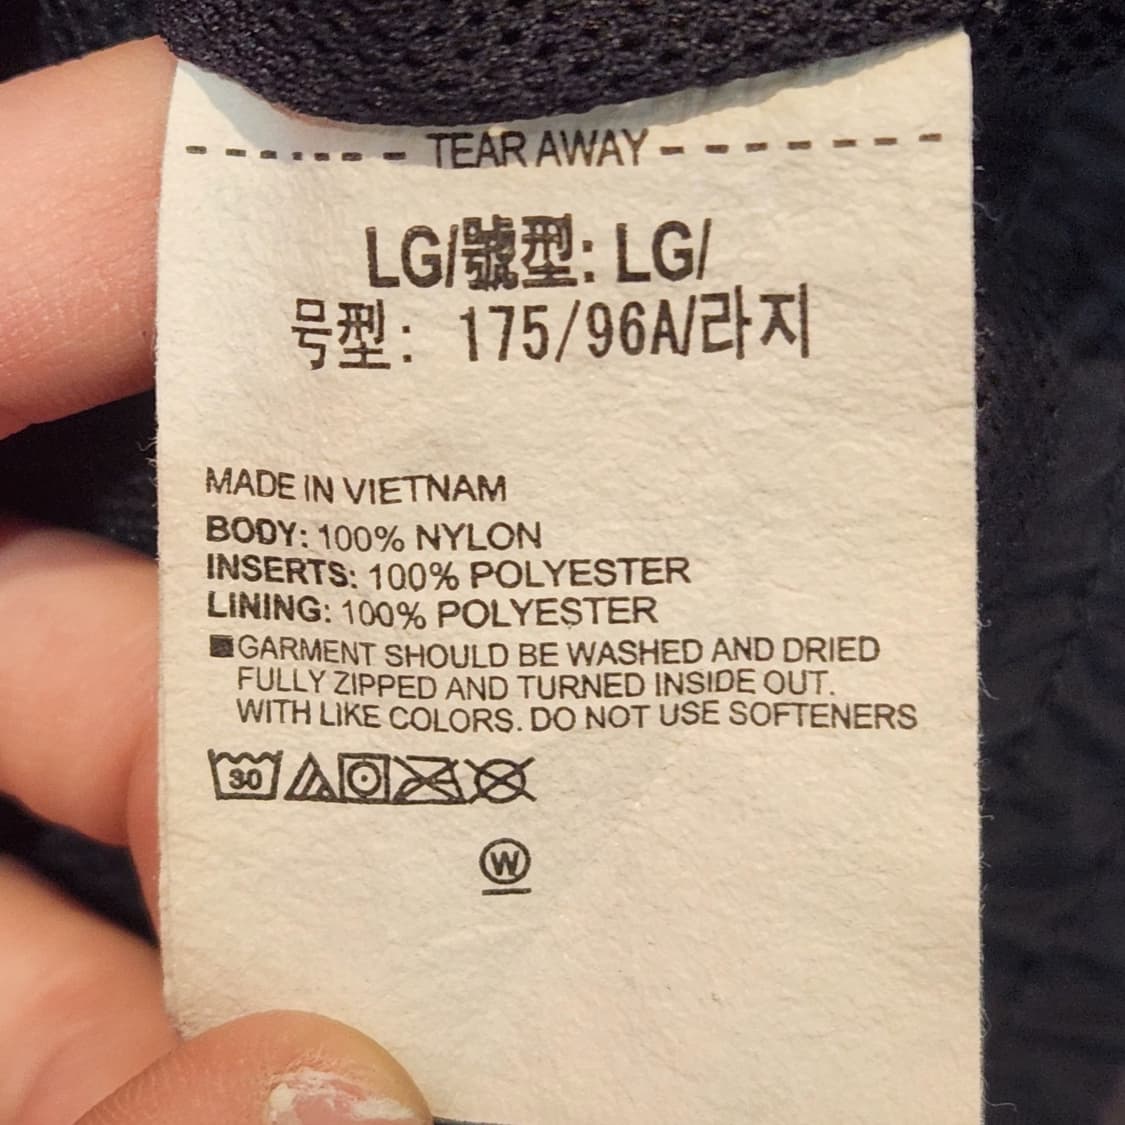 TEAR AWAY
LG/號型: LG/
号型: 175/96A/라지
MADE IN VIETNAM
BODY: 100% NYLON
INSERTS: 100% POLYESTER
LINING: 100% POLYESTER
■GARMENT SHOULD BE WASHED AND DRIED
FULLY ZIPPED AND TURNED INSIDE OUT.
WITH LIKE COLORS. DO NOT USE SOFTENERS
30
W